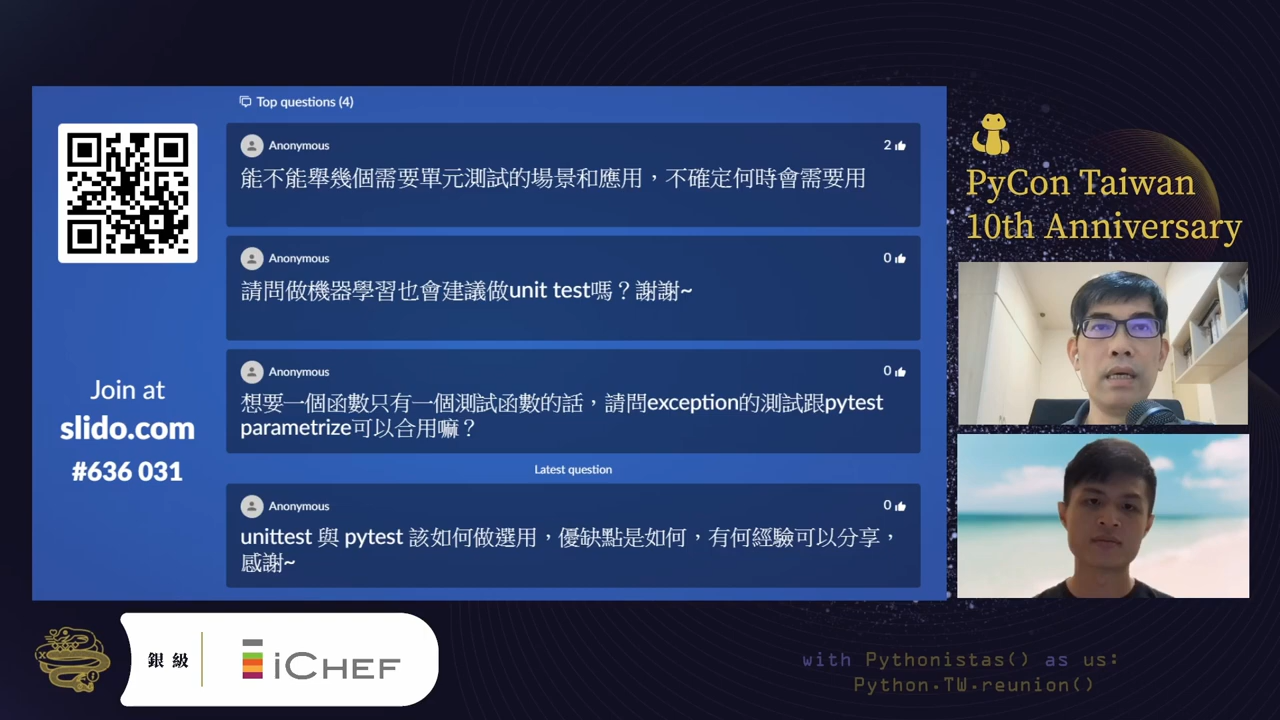 Top questions (4)
Anonymous
2
能不能舉幾個需要單元測試的場景和應用，不確定何時會需要用
Anonymous
0
請問做機器學習也會建議做unit test嗎？謝謝~
Anonymous
0
想要一個函數只有一個測試函數的話，請問exception的測試跟pytest
parametrize可以合用嘛？
Latest question
Anonymous
0
unittest 與 pytest 該如何做選用，優缺點是如何，有何經驗可以分享，
感謝~
Join at
slido.com
#636 031
PyCon Taiwan
10th Anniversary
銀級
iCHEF
with Pythonistas() as us:
Python.TW.reunion()